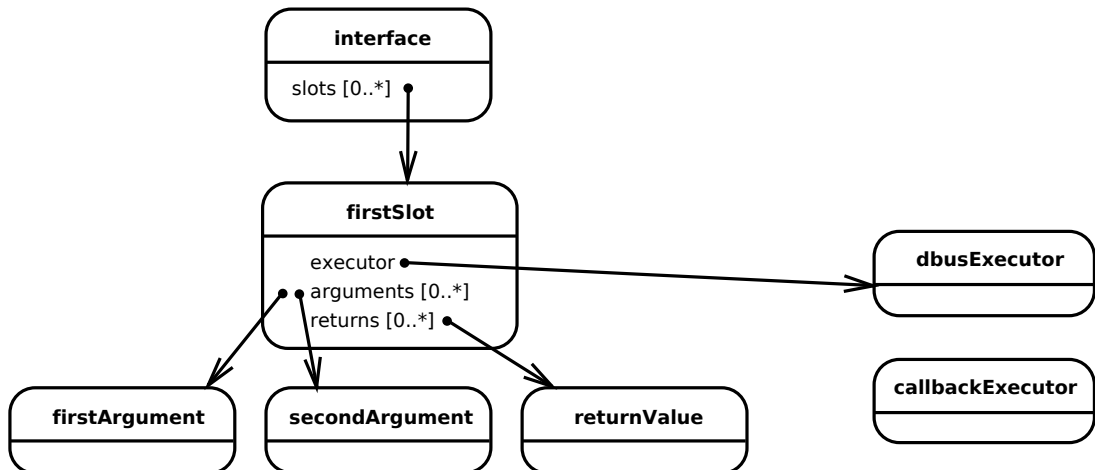 interface
slots [0..*]
firstSlot
executor
arguments [0..*]
returns [0..*]
dbusExecutor
callbackExecutor
firstArgument
secondArgument
returnValue